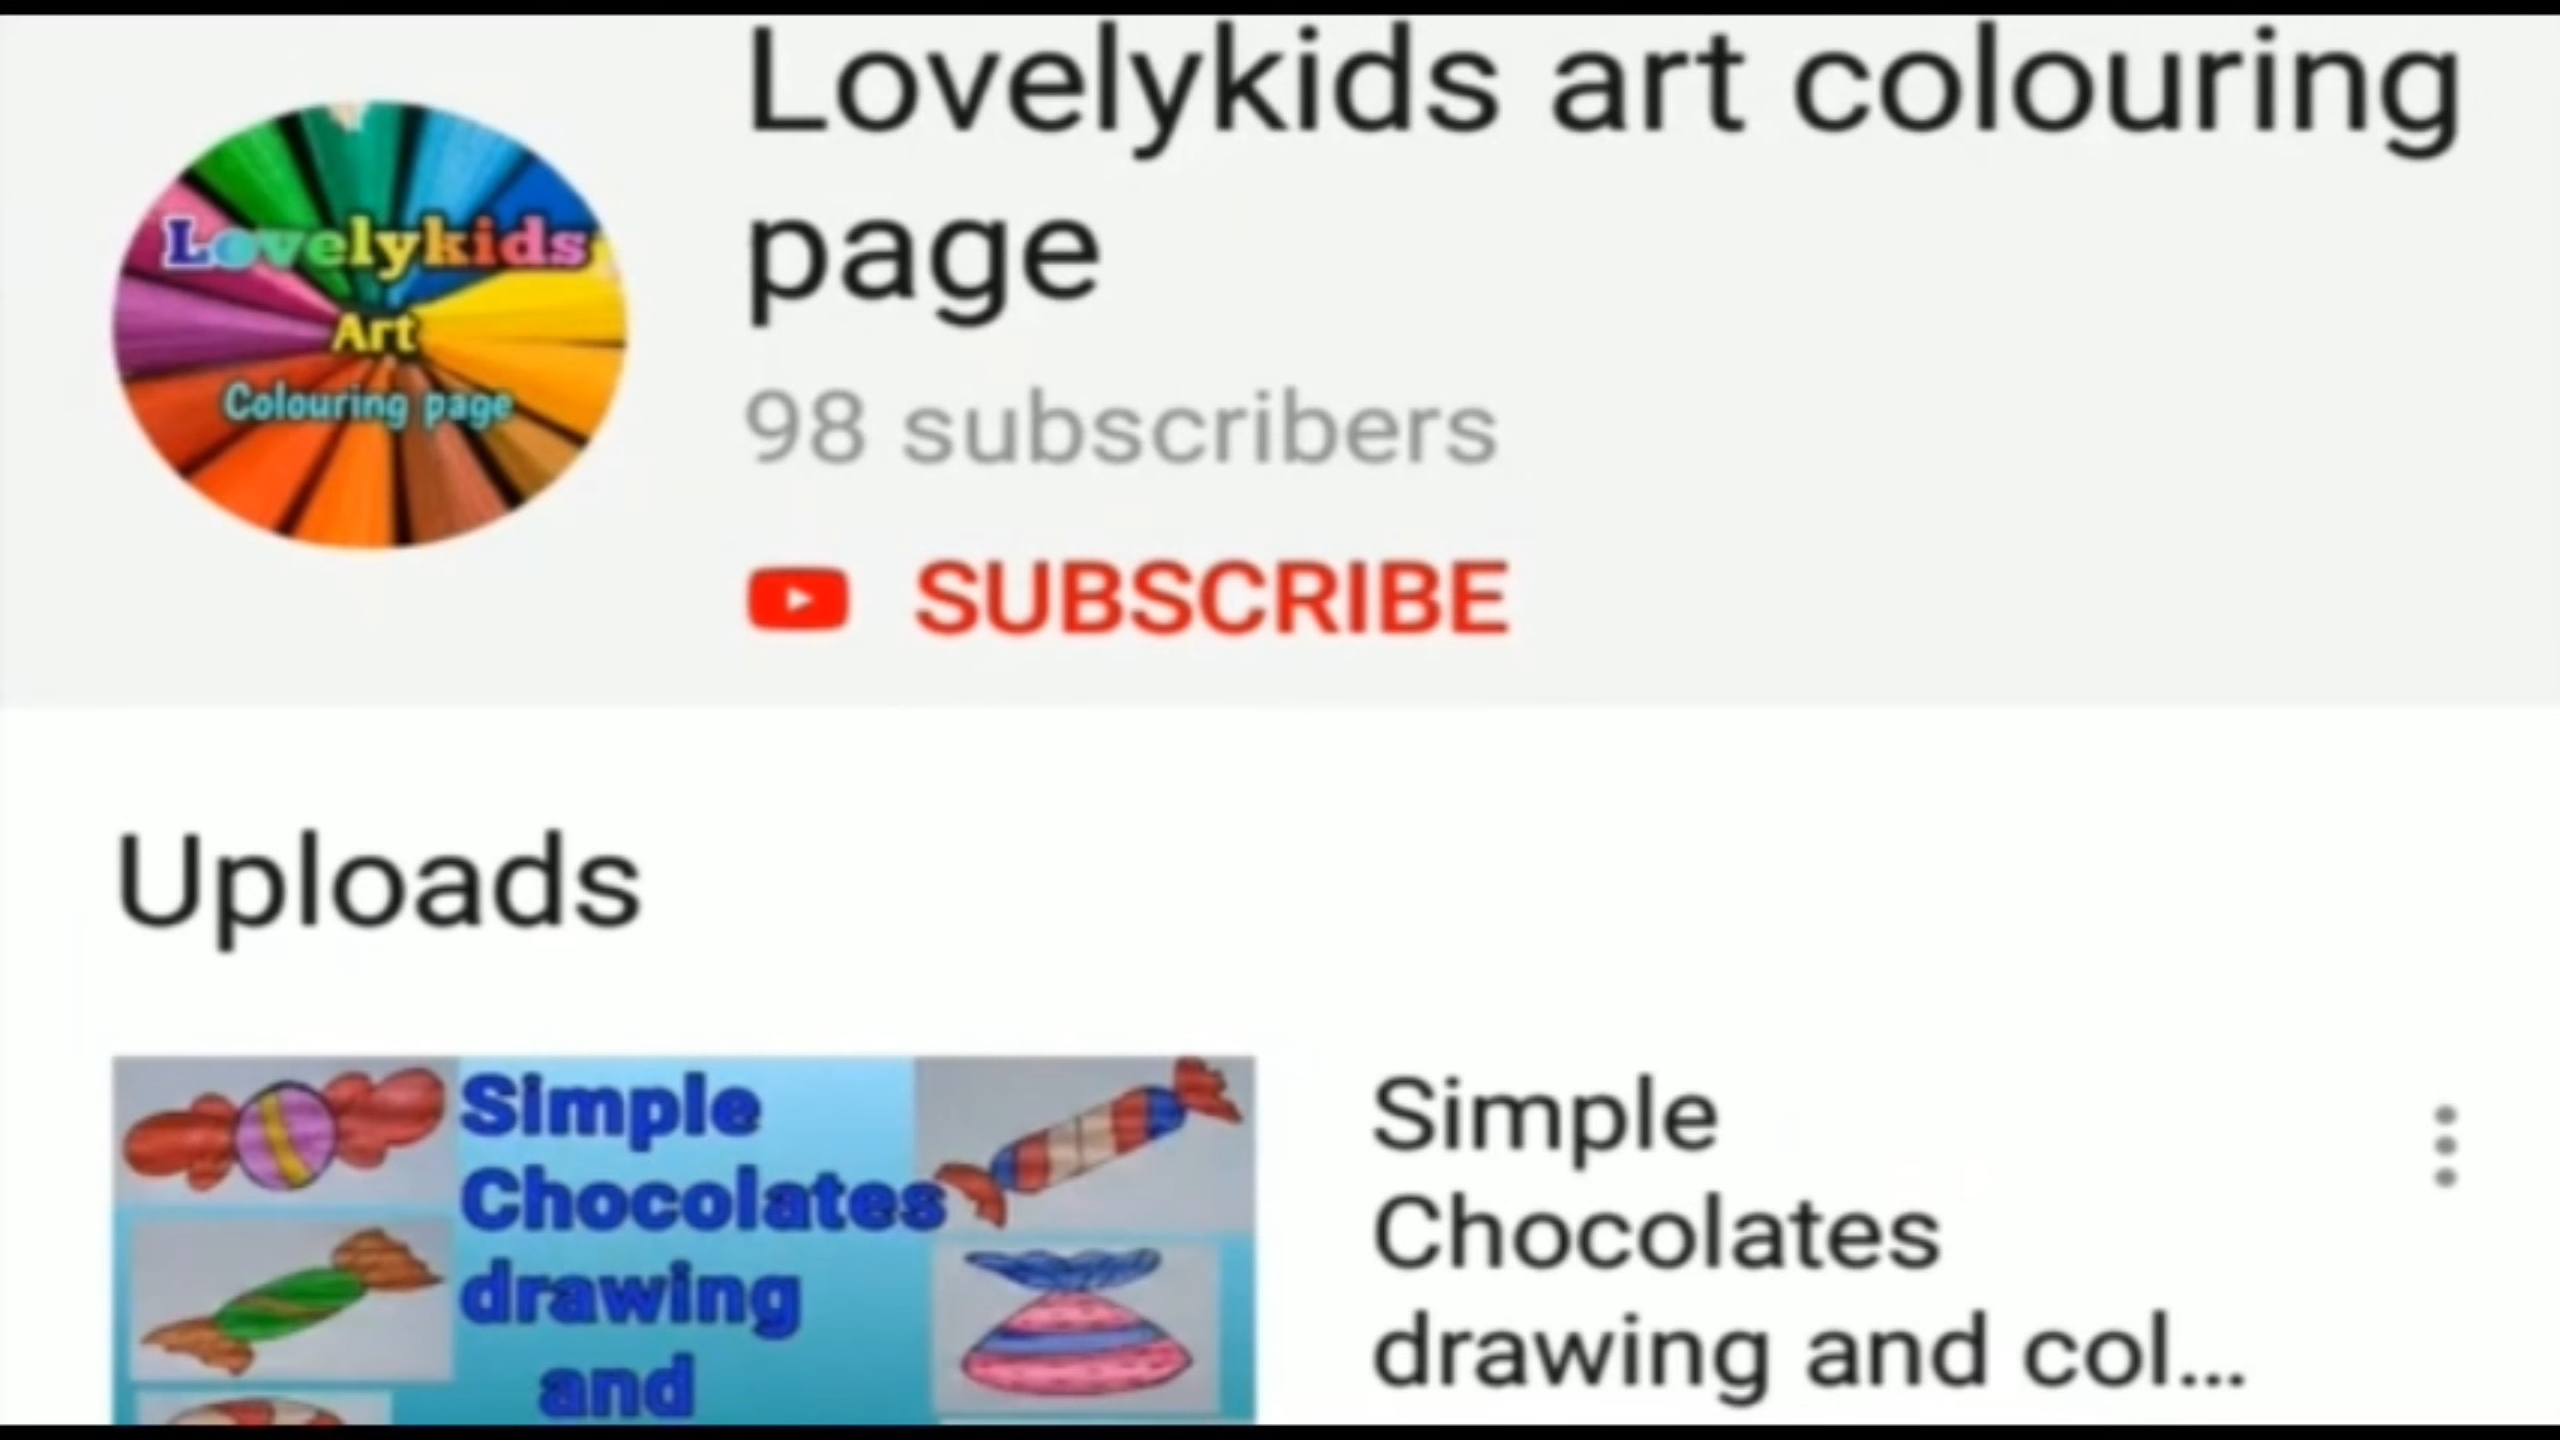 Lovelykids art colouring
page
98 subscribers
SUBSCRIBE
Lovelykids
Art
Colouring page
Uploads
Simple
Chocolates
drawing
and
Simple
Chocolates
drawing and col...